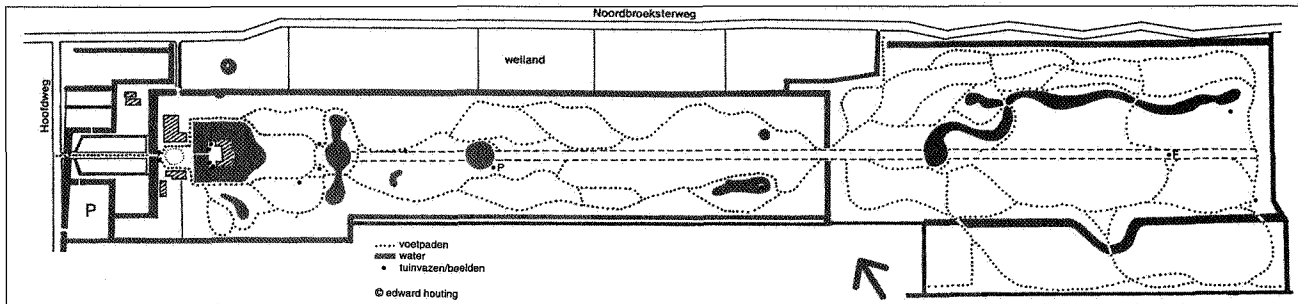 Noordbroeksterweg
weiland
Hoofdweg
P
P
F
voetpaden
water
tuinvazen/beelden
© edward houting